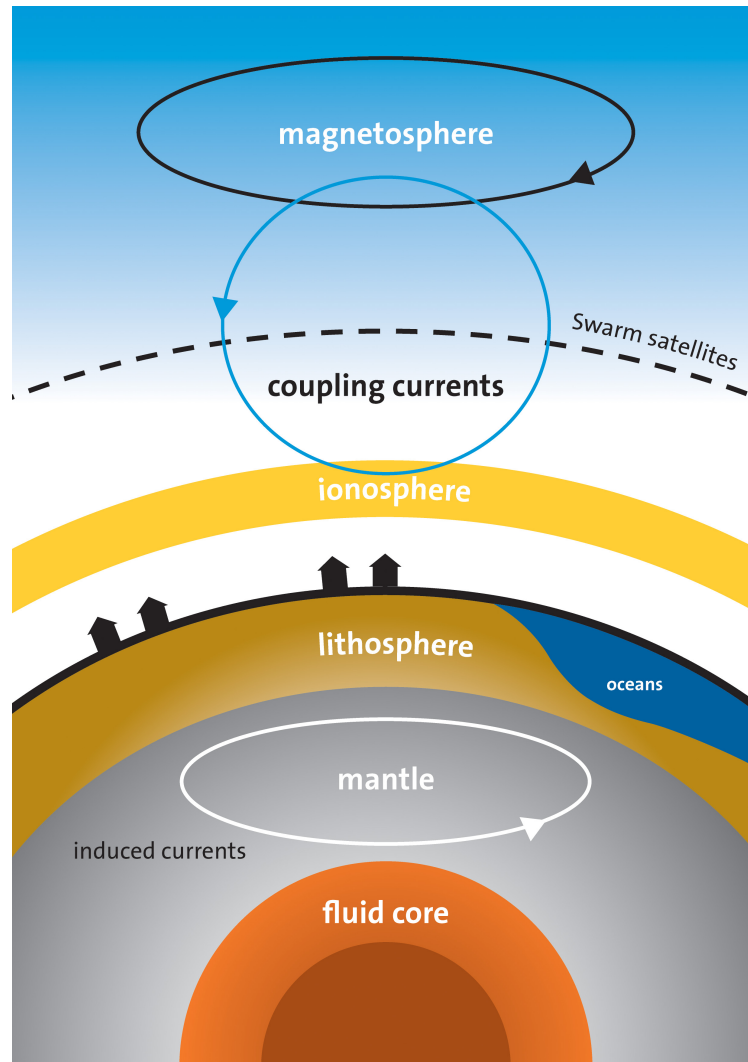 magnetosphere
Swarm satellites
coupling currents
ionosphere
lithosphere
oceans
mantle
induced currents
fluid core